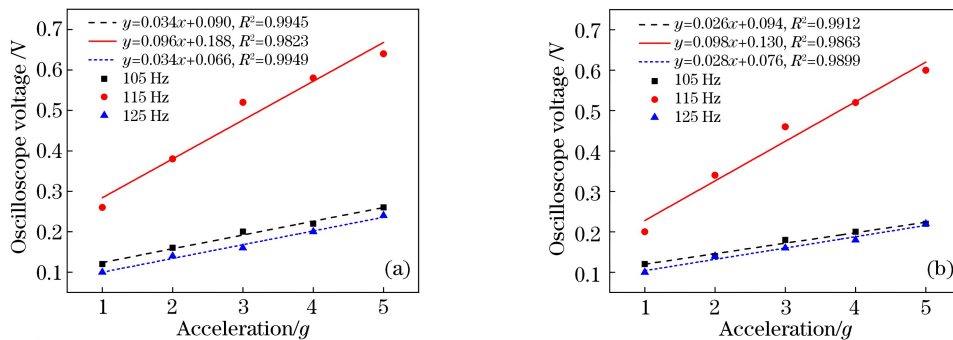 y=0.034x+0.090, R²=0.9945
y=0.096x+0.188, R²=0.9823
y=0.034x+0.066, R²=0.9949
105 Hz
115 Hz
125 Hz
0.7
0.6
0.5
0.4
0.3
0.2
0.1
Oscilloscope voltage /V
1 2 3 4 5
Acceleration/g
(a)
y=0.026x+0.094, R²=0.9912
y=0.098x+0.130, R²=0.9863
y=0.028x+0.076, R²=0.9899
105 Hz
115 Hz
125 Hz
0.7
0.6
0.5
0.4
0.3
0.2
0.1
Oscilloscope voltage /V
1 2 3 4 5
Acceleration/g
(b)